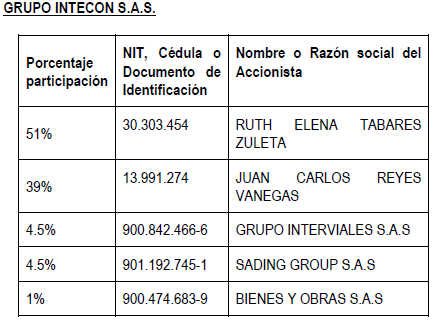 GRUPO INTECON S.A.S.
Porcentaje participación | NIT, Cédula o Documento de Identificación | Nombre o Razón social del Accionista
51% | 30.303.454 | RUTH ELENA TABARES ZULETA
39% | 13.991.274 | JUAN CARLOS REYES VANEGAS
4.5% | 900.842.466-6 | GRUPO INTERVIALES S.A.S
4.5% | 901.192.745-1 | SADING GROUP S.A.S
1% | 900.474.683-9 | BIENES Y OBRAS S.A.S